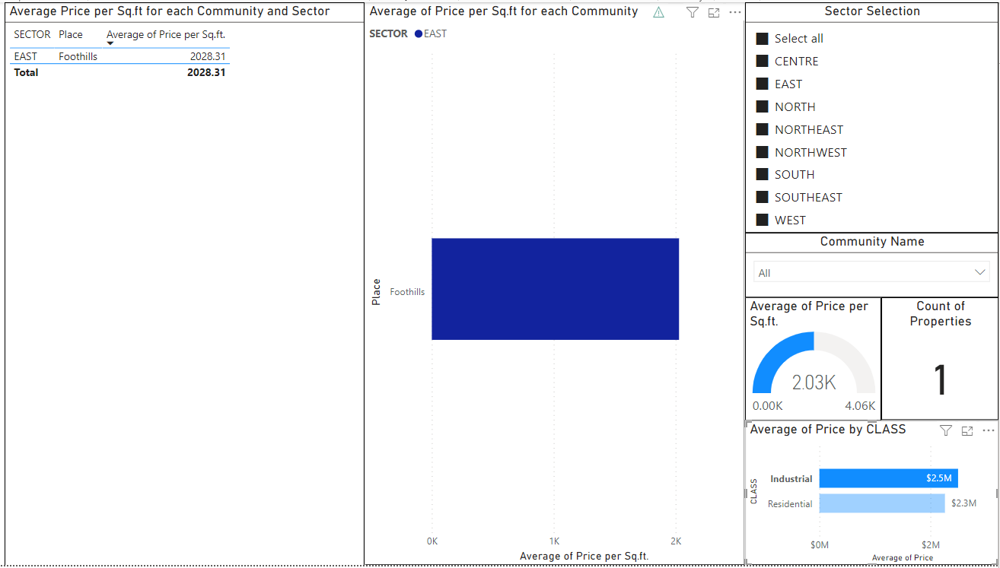 Average Price per Sq.ft for each Community and Sector
SECTOR Place Average of Price per Sq.ft.
EAST Foothills 2028.31
Total 2028.31
Average of Price per Sq.ft for each Community
SECTOR EAST
Place
Foothills
0K 1K 2K
Average of Price per Sq.ft.
Sector Selection
Select all
CENTRE
EAST
NORTH
NORTHEAST
NORTHWEST
SOUTH
SOUTHEAST
WEST
Community Name
All
Average of Price per
Sq.ft.
2.03K
0.00K 4.06K
Count of
Properties
1
Average of Price by CLASS
CLASS
Industrial $2.5M
Residential $2.3M
$0M $2M
Average of Price